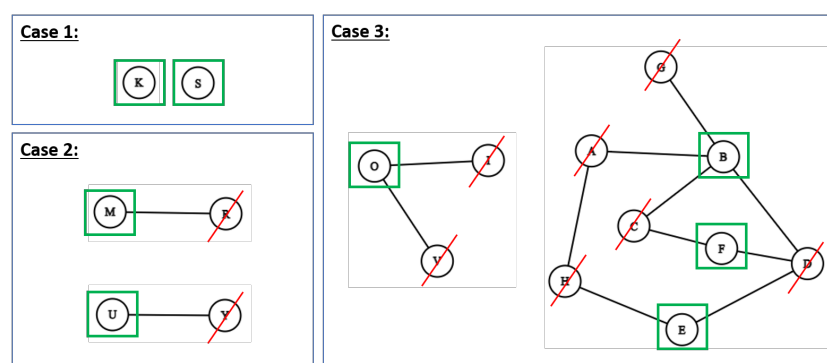 Case 1:
K S
Case 2:
M R
U Y
Case 3:
G
A B
O I
C
F
V D
H
E